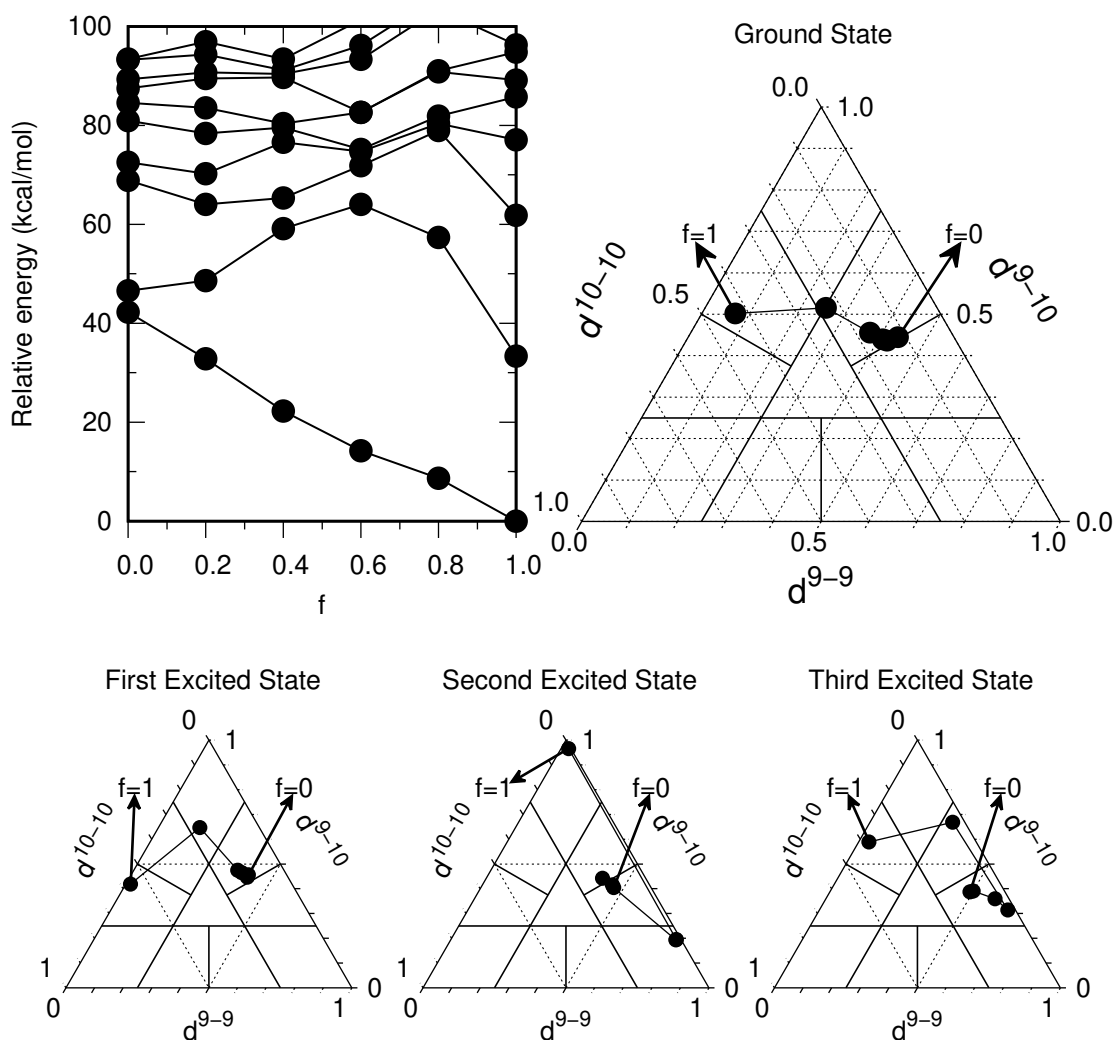 100
80
60
40
20
0
Relative energy (kcal/mol)
0.0 0.2 0.4 0.6 0.8 1.0
f
Ground State
0.0
1.0
f=1
f=0
d10−10
d9−10
0.5
0.5
1.0
0.0
0.0 0.5 1.0
d9−9
First Excited State
0
1
f=1
f=0
d10−10
d9−10
1
0
0 1
d9−9
Second Excited State
0
1
f=1
f=0
d10−10
d9−10
1
0
0 1
d9−9
Third Excited State
0
1
f=1
f=0
d10−10
d9−10
1
0
0 1
d9−9